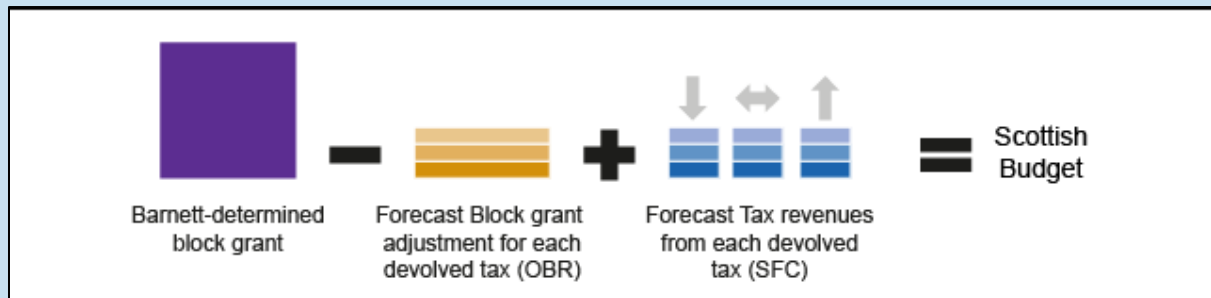 Barnett-determined
block grant
Forecast Block grant
adjustment for each
devolved tax (OBR)
Forecast Tax revenues
from each devolved
tax (SFC)
Scottish
Budget